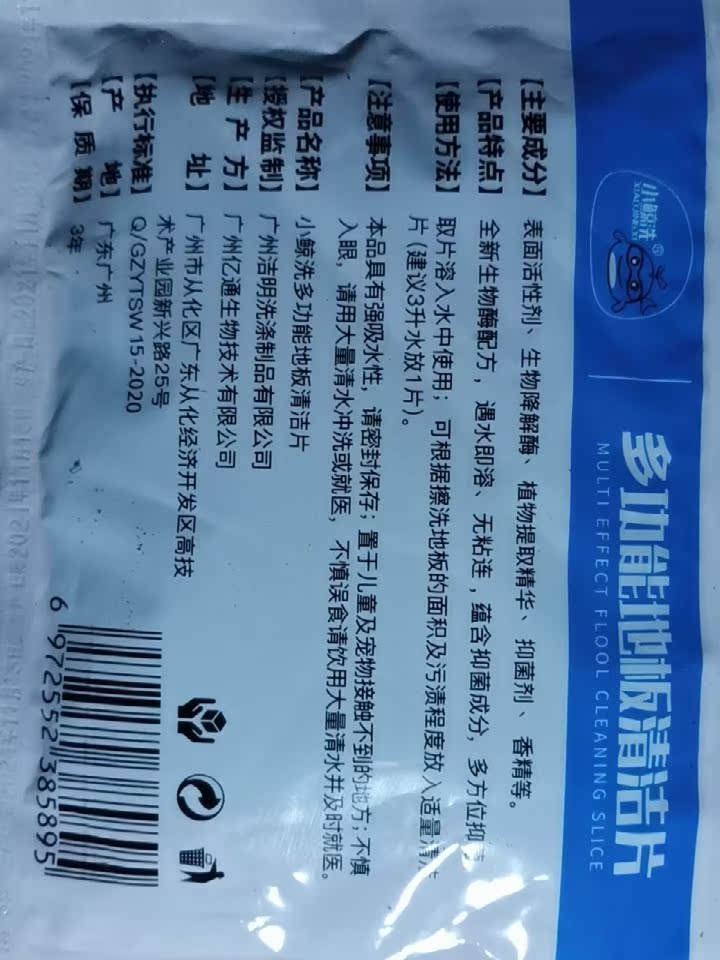 小鲸洗®
XIAOJINGXI
多功能地板清洁片
MULTI EFFECT FLOOL CLEANING SLICE
【主要成分】 表面活性剂、生物降解酶、植物提取精华、抑菌剂、香精等。
【产品特点】 全新生物酶配方，遇水即溶、无粘连，蕴含抑菌成分，多方位抑
【使用方法】 取片溶入水中使用；可根据擦洗地板的面积及污渍程度放入适量清洁
片(建议3升水放1片)。
【注意事项】 本品具有强吸水性，请密封保存；置于儿童及宠物接触不到的地方；不慎
入眼，请用大量清水冲洗或就医，不慎误食请饮用大量清水并及时就医。
【产品名称】 小鲸洗多功能地板清洁片
【授权监制】 广州洁明洗涤制品有限公司
【生产方】 广州亿通生物技术有限公司
【地址】 广州市从化区广东从化经济开发区高技
术产业园新兴路25号
【执行标准】 Q/GZYTSW 15-2020
【产地】 广东广州
【保质期】 3年
6 972552 385895